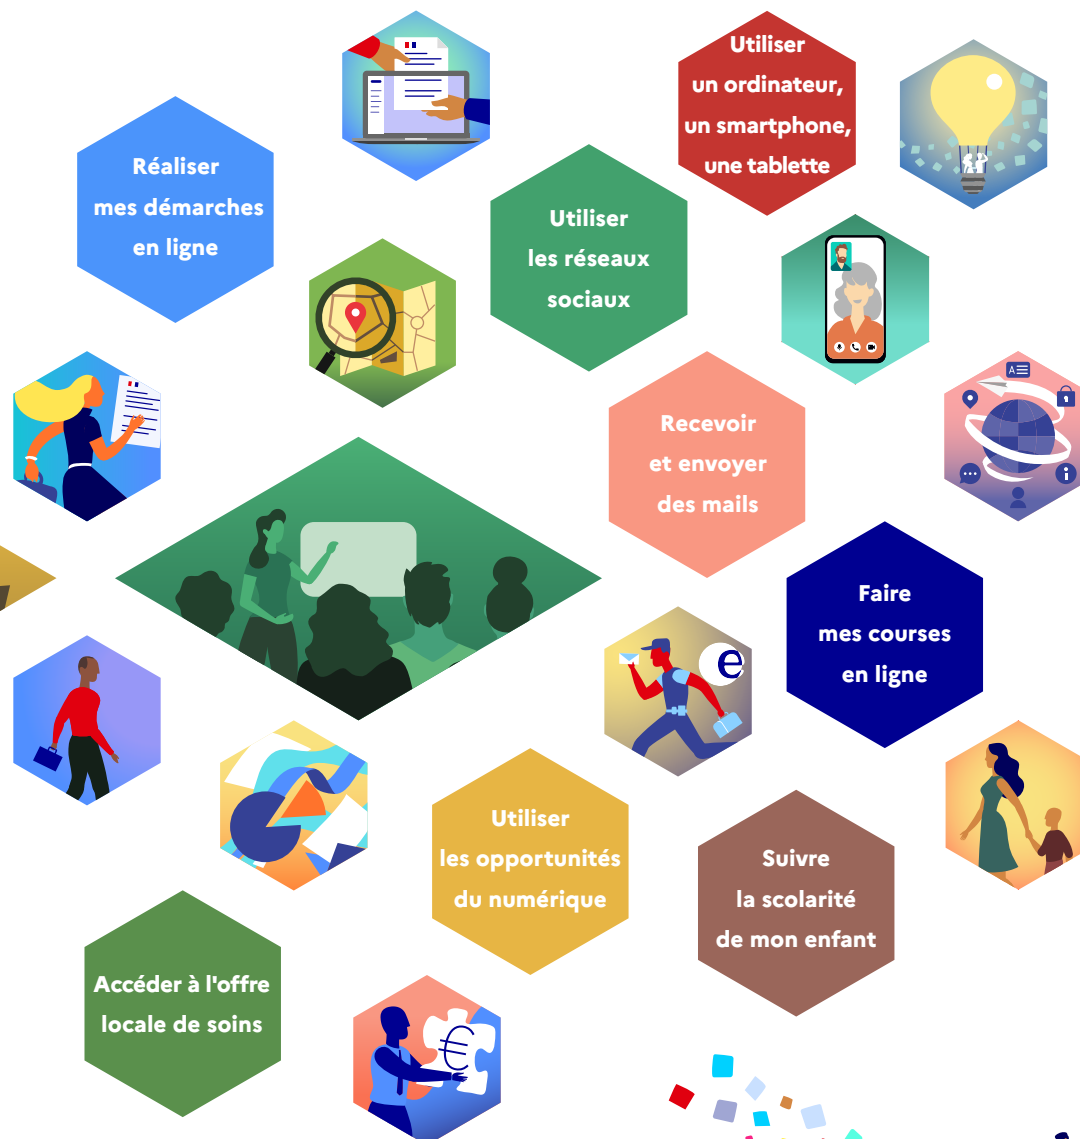 Utiliser
un ordinateur,
un smartphone,
une tablette
Réaliser
mes démarches
en ligne
Utiliser
les réseaux
sociaux
A
Recevoir
et envoyer
des mails
i
Faire
mes courses
en ligne
e
Utiliser
les opportunités
du numérique
Suivre
la scolarité
de mon enfant
Accéder à l'offre
locale de soins
€